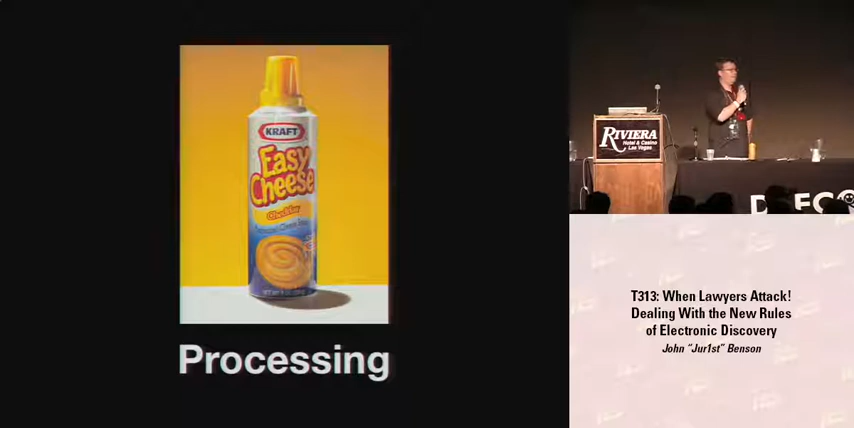 KRAFT
Easy
Cheese
Cheddar
Processing
RIVIERA
Hotel & Casino
Las Vegas
T313: When Lawyers Attack!
Dealing With the New Rules
of Electronic Discovery
John "Jur1st" Benson